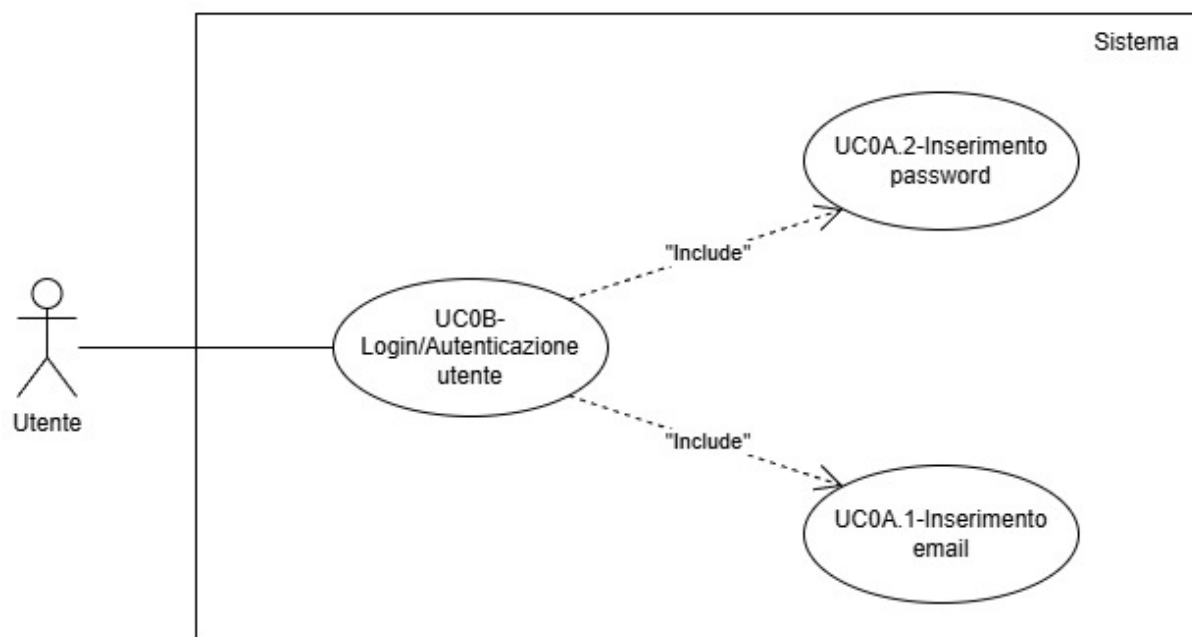 Sistema
UC0A.2-Inserimento
password
"Include"
UC0B-
Login/Autenticazione
utente
Utente
"Include"
UC0A.1-Inserimento
email